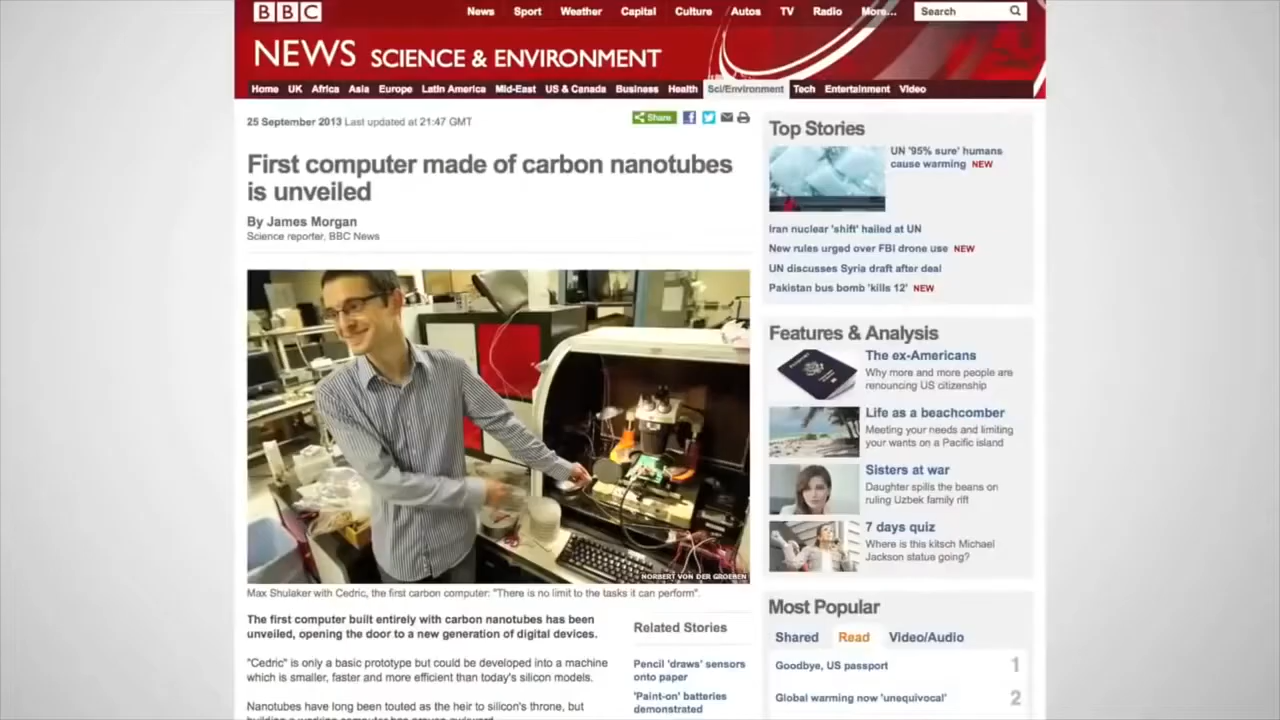 BBC
News Sport Weather Capital Culture Autos TV Radio More... Search
NEWS SCIENCE & ENVIRONMENT
Home UK Africa Asia Europe Latin America Mid-East US & Canada Business Health Sci/Environment Tech Entertainment Video
25 September 2013 Last updated at 21:47 GMT
Share
First computer made of carbon nanotubes
is unveiled
By James Morgan
Science reporter, BBC News
NORBERT VON DER GROEBEN
Max Shulaker with Cedric, the first carbon computer: "There is no limit to the tasks it can perform".
The first computer built entirely with carbon nanotubes has been
unveiled, opening the door to a new generation of digital devices.
"Cedric" is only a basic prototype but could be developed into a machine
which is smaller, faster and more efficient than today's silicon models.
Nanotubes have long been touted as the heir to silicon's throne, but
building a working computer has proven awkward.
Related Stories
Pencil 'draws' sensors
onto paper
'Paint-on' batteries
demonstrated
Top Stories
UN '95% sure' humans
cause warming NEW
Iran nuclear 'shift' hailed at UN
New rules urged over FBI drone use NEW
UN discusses Syria draft after deal
Pakistan bus bomb 'kills 12' NEW
Features & Analysis
The ex-Americans
Why more and more people are
renouncing US citizenship
Life as a beachcomber
Meeting your needs and limiting
your wants on a Pacific island
Sisters at war
Daughter spills the beans on
ruling Uzbek family rift
7 days quiz
Where is this kitsch Michael
Jackson statue going?
Most Popular
Shared Read Video/Audio
Goodbye, US passport 1
Global warming now 'unequivocal' 2